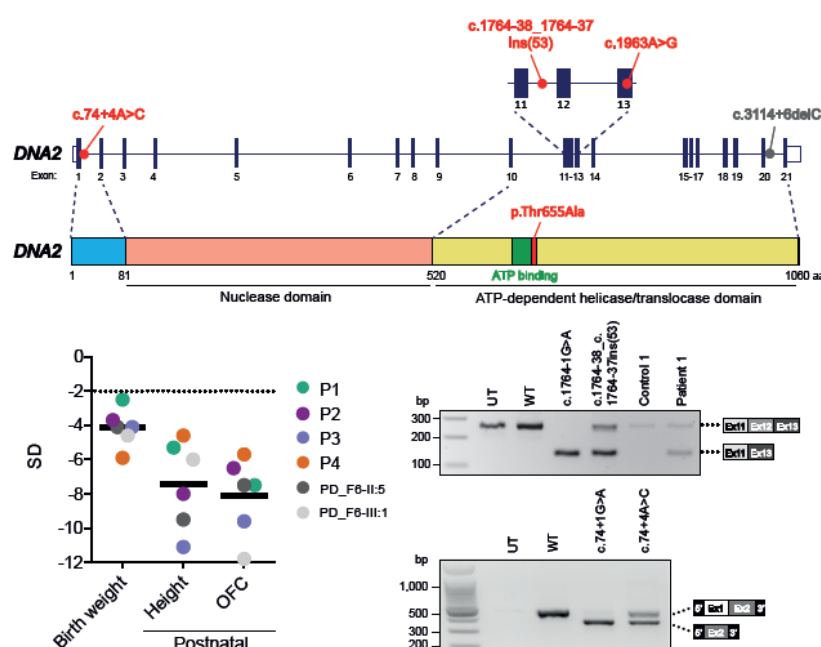 c.1764-38_1764-37
Ins(53)
c.1963A>G
11 12 13
c.74+4A>C
c.3114+6delC
DNA2
Exon: 1 2 3 4 5 6 7 8 9 10 11-13 14 15-17 18 19 20 21
p.Thr655Ala
DNA2
ATP binding
1 81 520 1060 aa
Nuclease domain
ATP-dependent helicase/translocase domain
0
-2
-4
-6
-8
-10
-12
SD
Birth weight
Height
OFC
Postnatal
P1
P2
P3
P4
PD_F6-II:5
PD_F6-III:1
bp
UT
WT
c.1764-1G>A
c.1764-38_c.
1764-37ins(53)
Control 1
Patient 1
300
200
100
Ex11 Ex12 Ex13
Ex11 Ex13
bp
UT
WT
c.74+1G>A
c.74+4A>C
1,000
500
300
200
5' Ex1 Ex2 3'
5' Ex2 3'